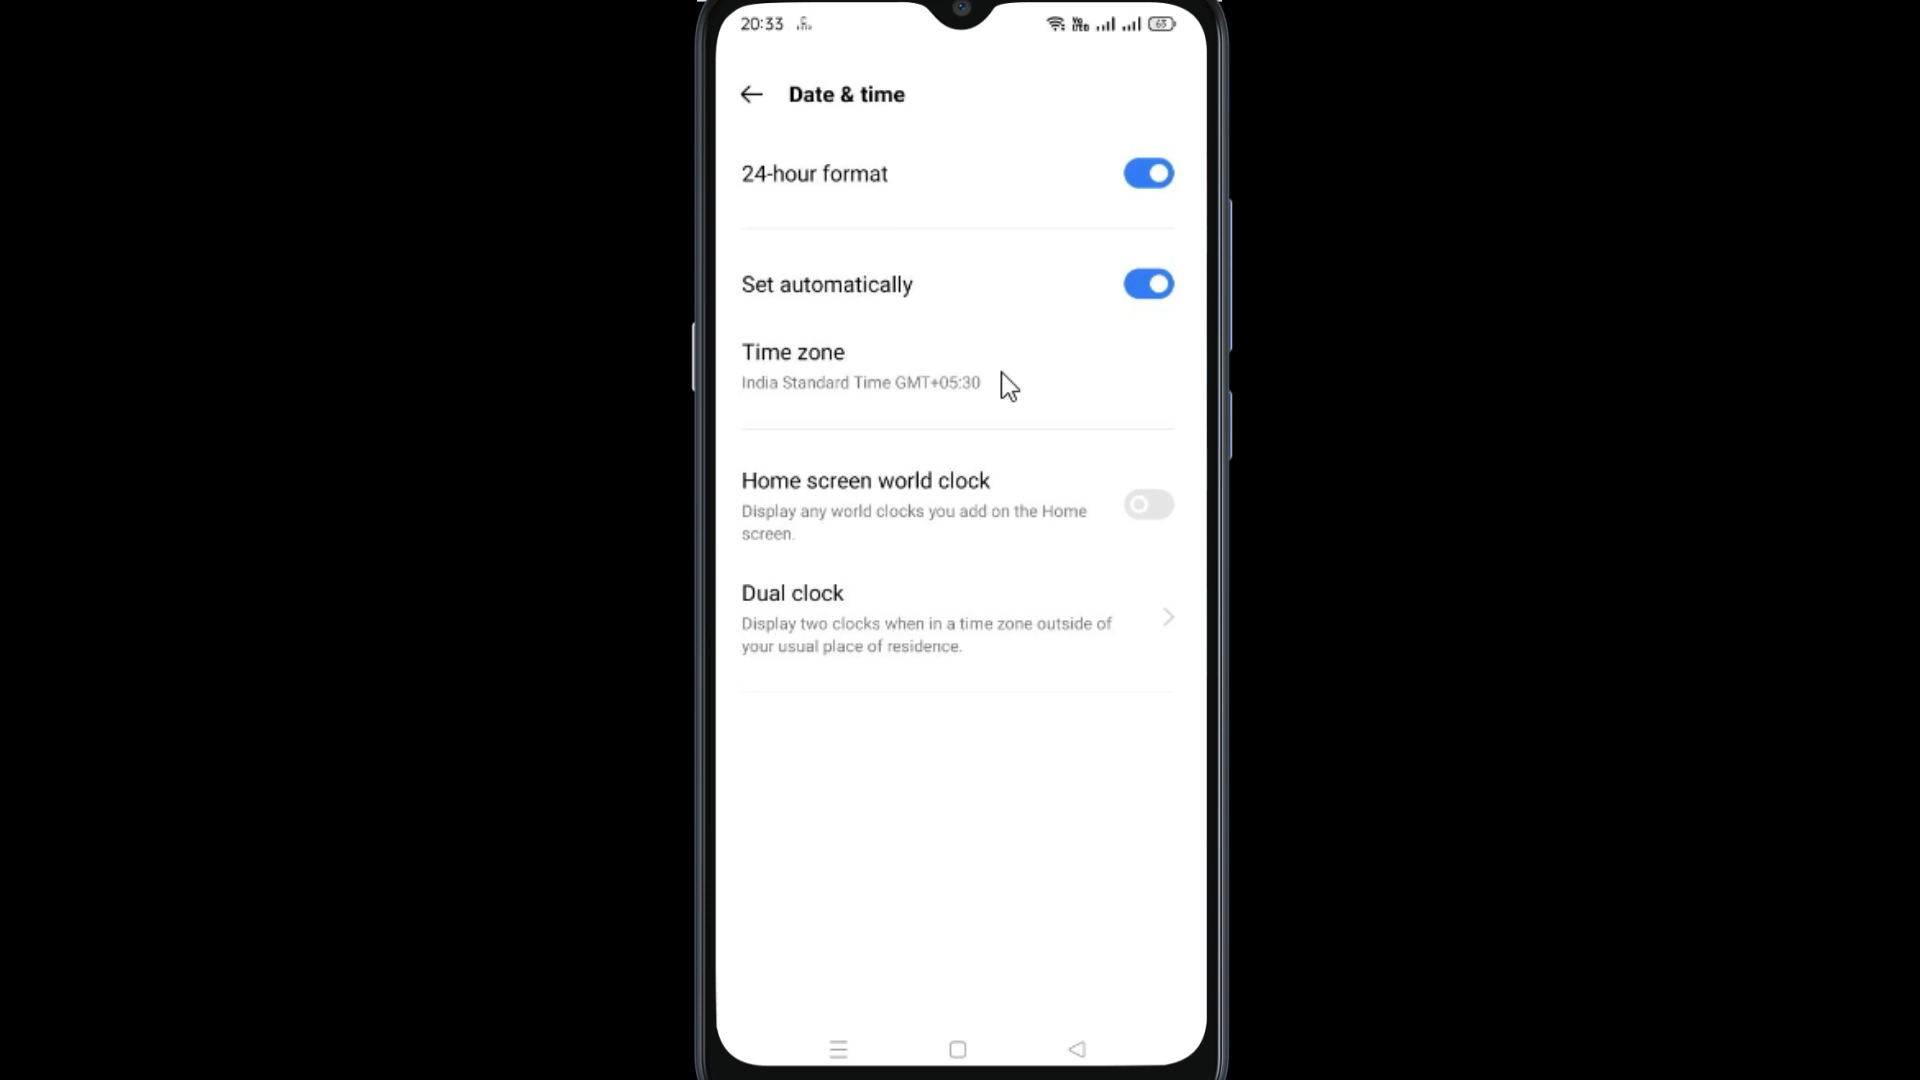 20:33
65
Date & time
24-hour format
Set automatically
Time zone
India Standard Time GMT+05:30
Home screen world clock
Display any world clocks you add on the Home
screen.
Dual clock
Display two clocks when in a time zone outside of
your usual place of residence.